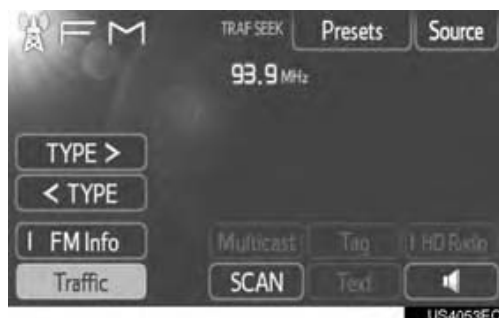 FM TRAF SEEK Presets Source
93.9 MHz
TYPE >
< TYPE
FM Info Multicast Tag HD Radio
Traffic SCAN Text
US4053EC